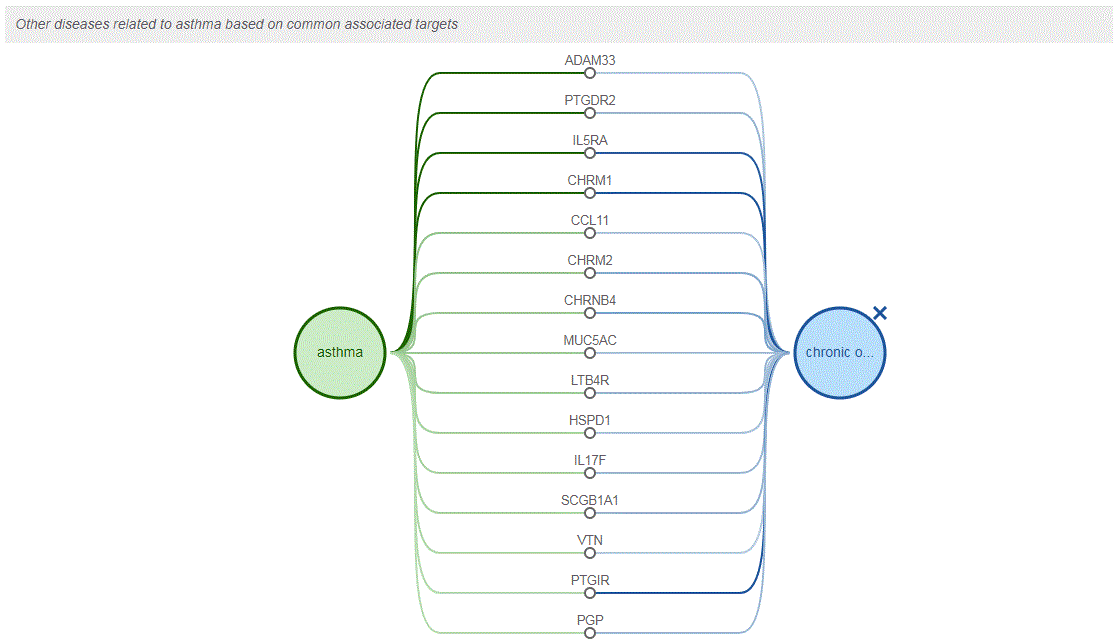 Other diseases related to asthma based on common associated targets
ADAM33
PTGDR2
IL5RA
CHRM1
CCL11
CHRM2
CHRNB4
MUC5AC
asthma
chronic o...
LTB4R
HSPD1
IL17F
SCGB1A1
VTN
PTGIR
PGP